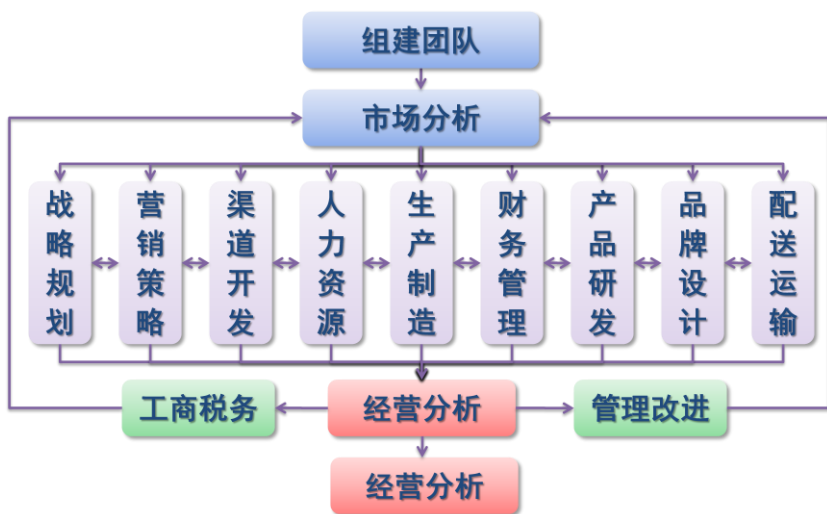 组建团队
市场分析
战略规划
营销策略
渠道开发
人力资源
生产制造
财务管理
产品研发
品牌设计
配送运输
工商税务
经营分析
管理改进
经营分析